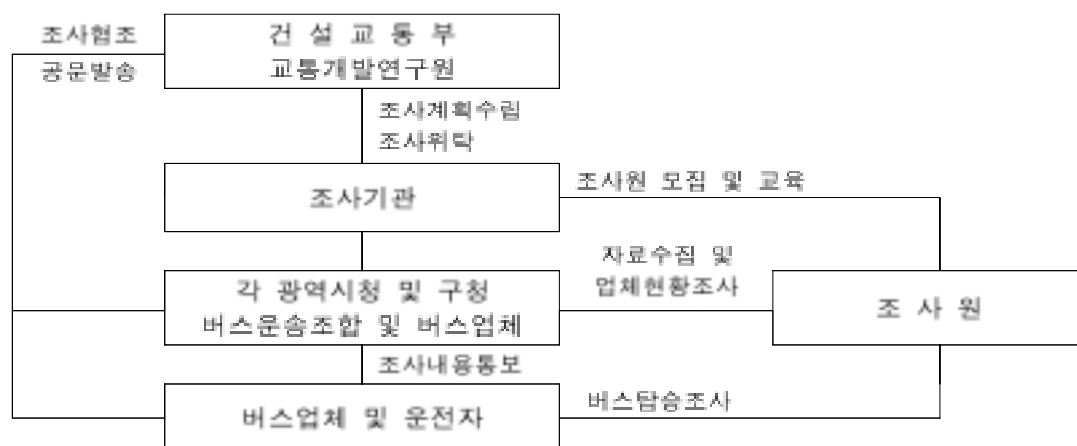 조사협조
공문발송
건 설 교 통 부
교통개발연구원
조사계획수립
조사위탁
조사기관
조사원 모집 및 교육
자료수집 및
업체현황조사
각 광역시청 및 구청
버스운송조합 및 버스업체
조 사 원
조사내용통보
버스업체 및 운전자
버스탑승조사